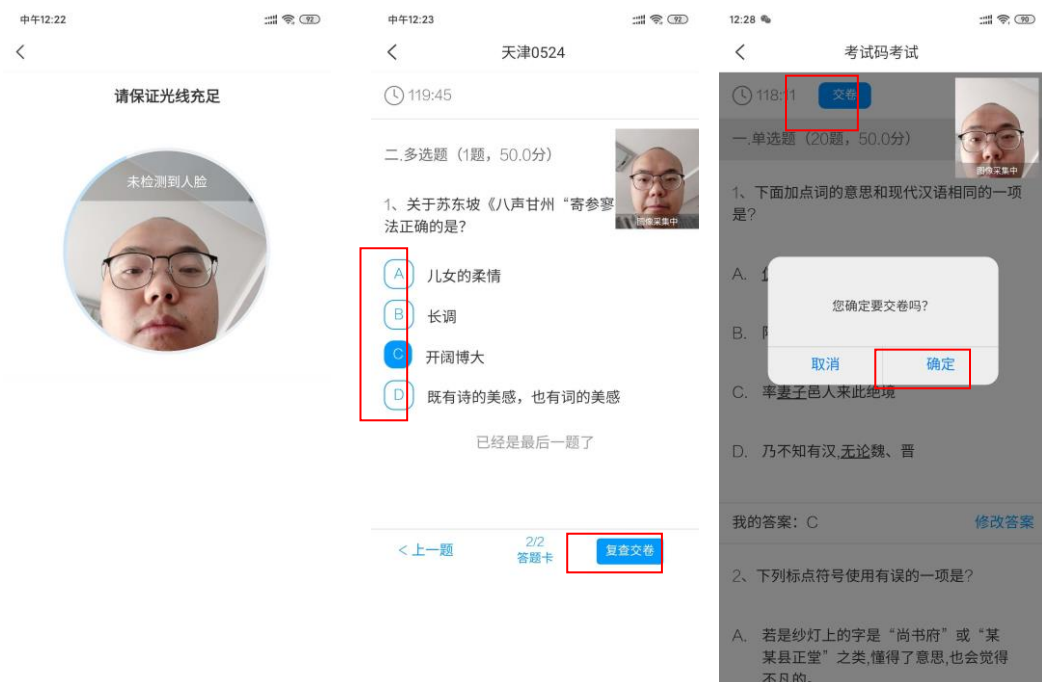 中午12:22
92
请保证光线充足
未检测到人脸
中午12:23
92
天津0524
119:45
二.多选题（1题，50.0分）
1、关于苏东坡《八声甘州“寄参寥
法正确的是?
图像采集中
A 儿女的柔情
B 长调
C 开阔博大
D 既有诗的美感，也有词的美感
已经是最后一题了
<上一题
2/2
答题卡
复查交卷
12:28
90
考试码考试
118:11
交卷
一.单选题（20题，50.0分）
图像采集中
1、下面加点词的意思和现代汉语相同的一项
是?
A.
B.
您确定要交卷吗?
取消
确定
C. 率妻子邑人来此绝境
D. 乃不知有汉,无论魏、晋
我的答案: C
修改答案
2、下列标点符号使用有误的一项是?
A. 若是纱灯上的字是“尚书府”或“某
某县正堂”之类,懂得了意思,也会觉得
不凡的。